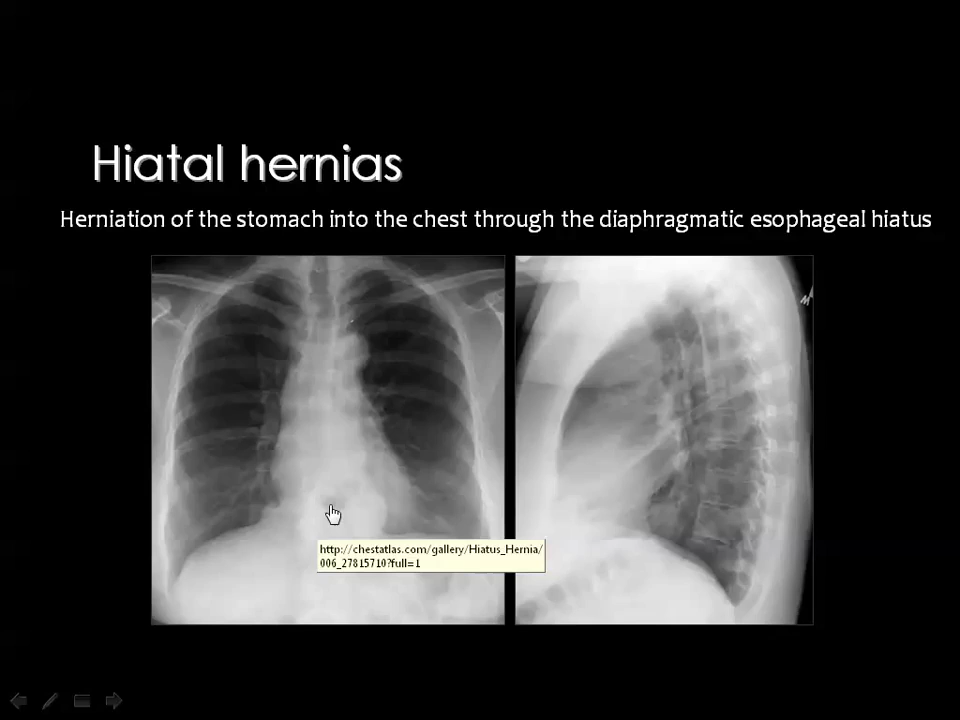 Hiatal hernias
Herniation of the stomach into the chest through the diaphragmatic esophageal hiatus
http://chestatlas.com/gallery/Hiatus_Hernia/
006_27815710?full=1